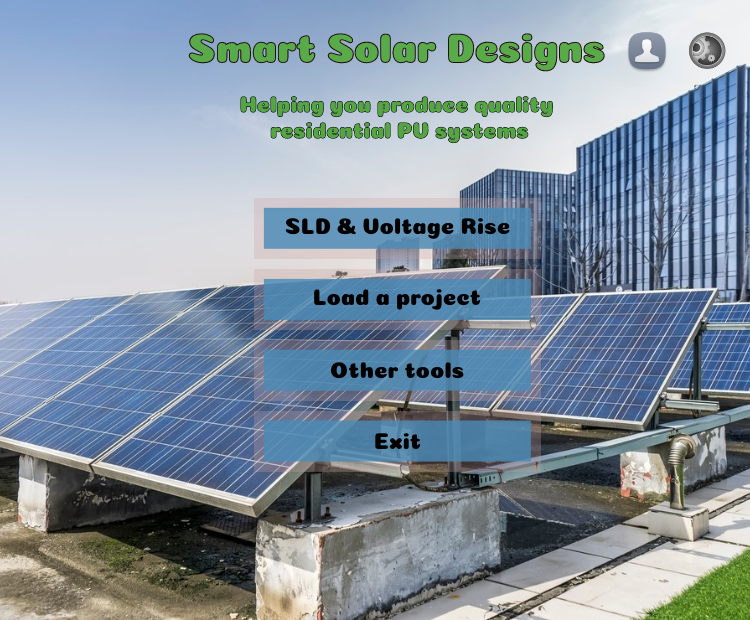 Smart Solar Designs
Helping you produce quality
residential PV systems
SLD & Voltage Rise
Load a project
Other tools
Exit